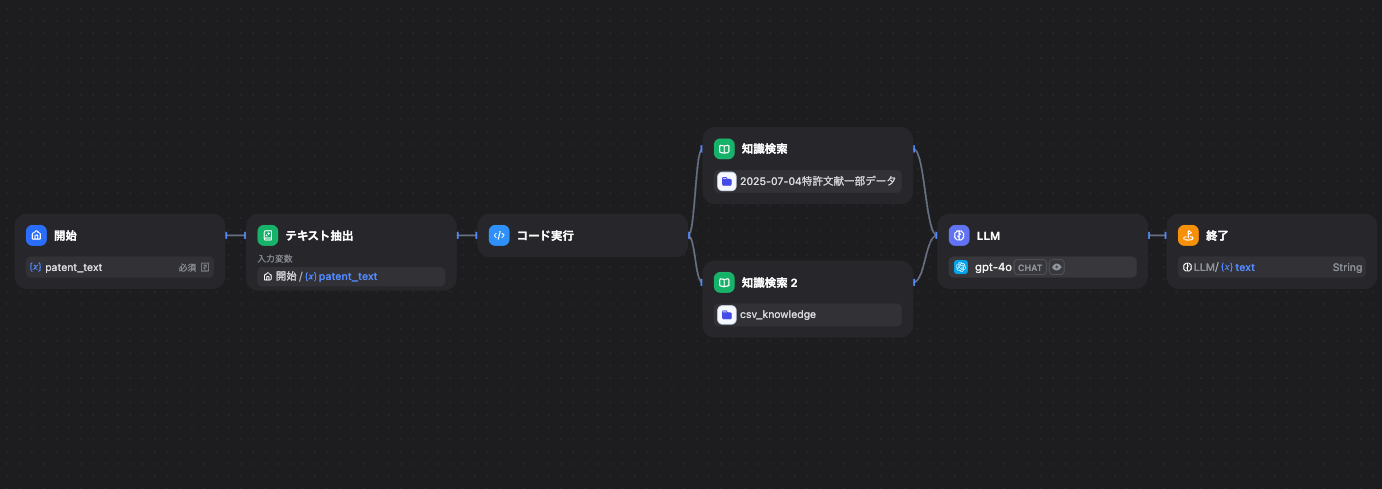 開始
{x} patent_text 必須
テキスト抽出
入力変数
開始 / {x} patent_text
コード実行
知識検索
2025-07-04特許文献一部データ
知識検索 2
csv_knowledge
LLM
gpt-4o CHAT
終了
LLM/ {x} text String